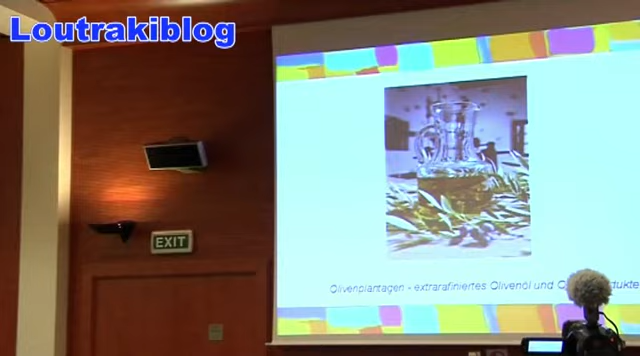 Loutrakiblog
EXIT
Olivenplantagen - extrarafiniertes Olivenöl und